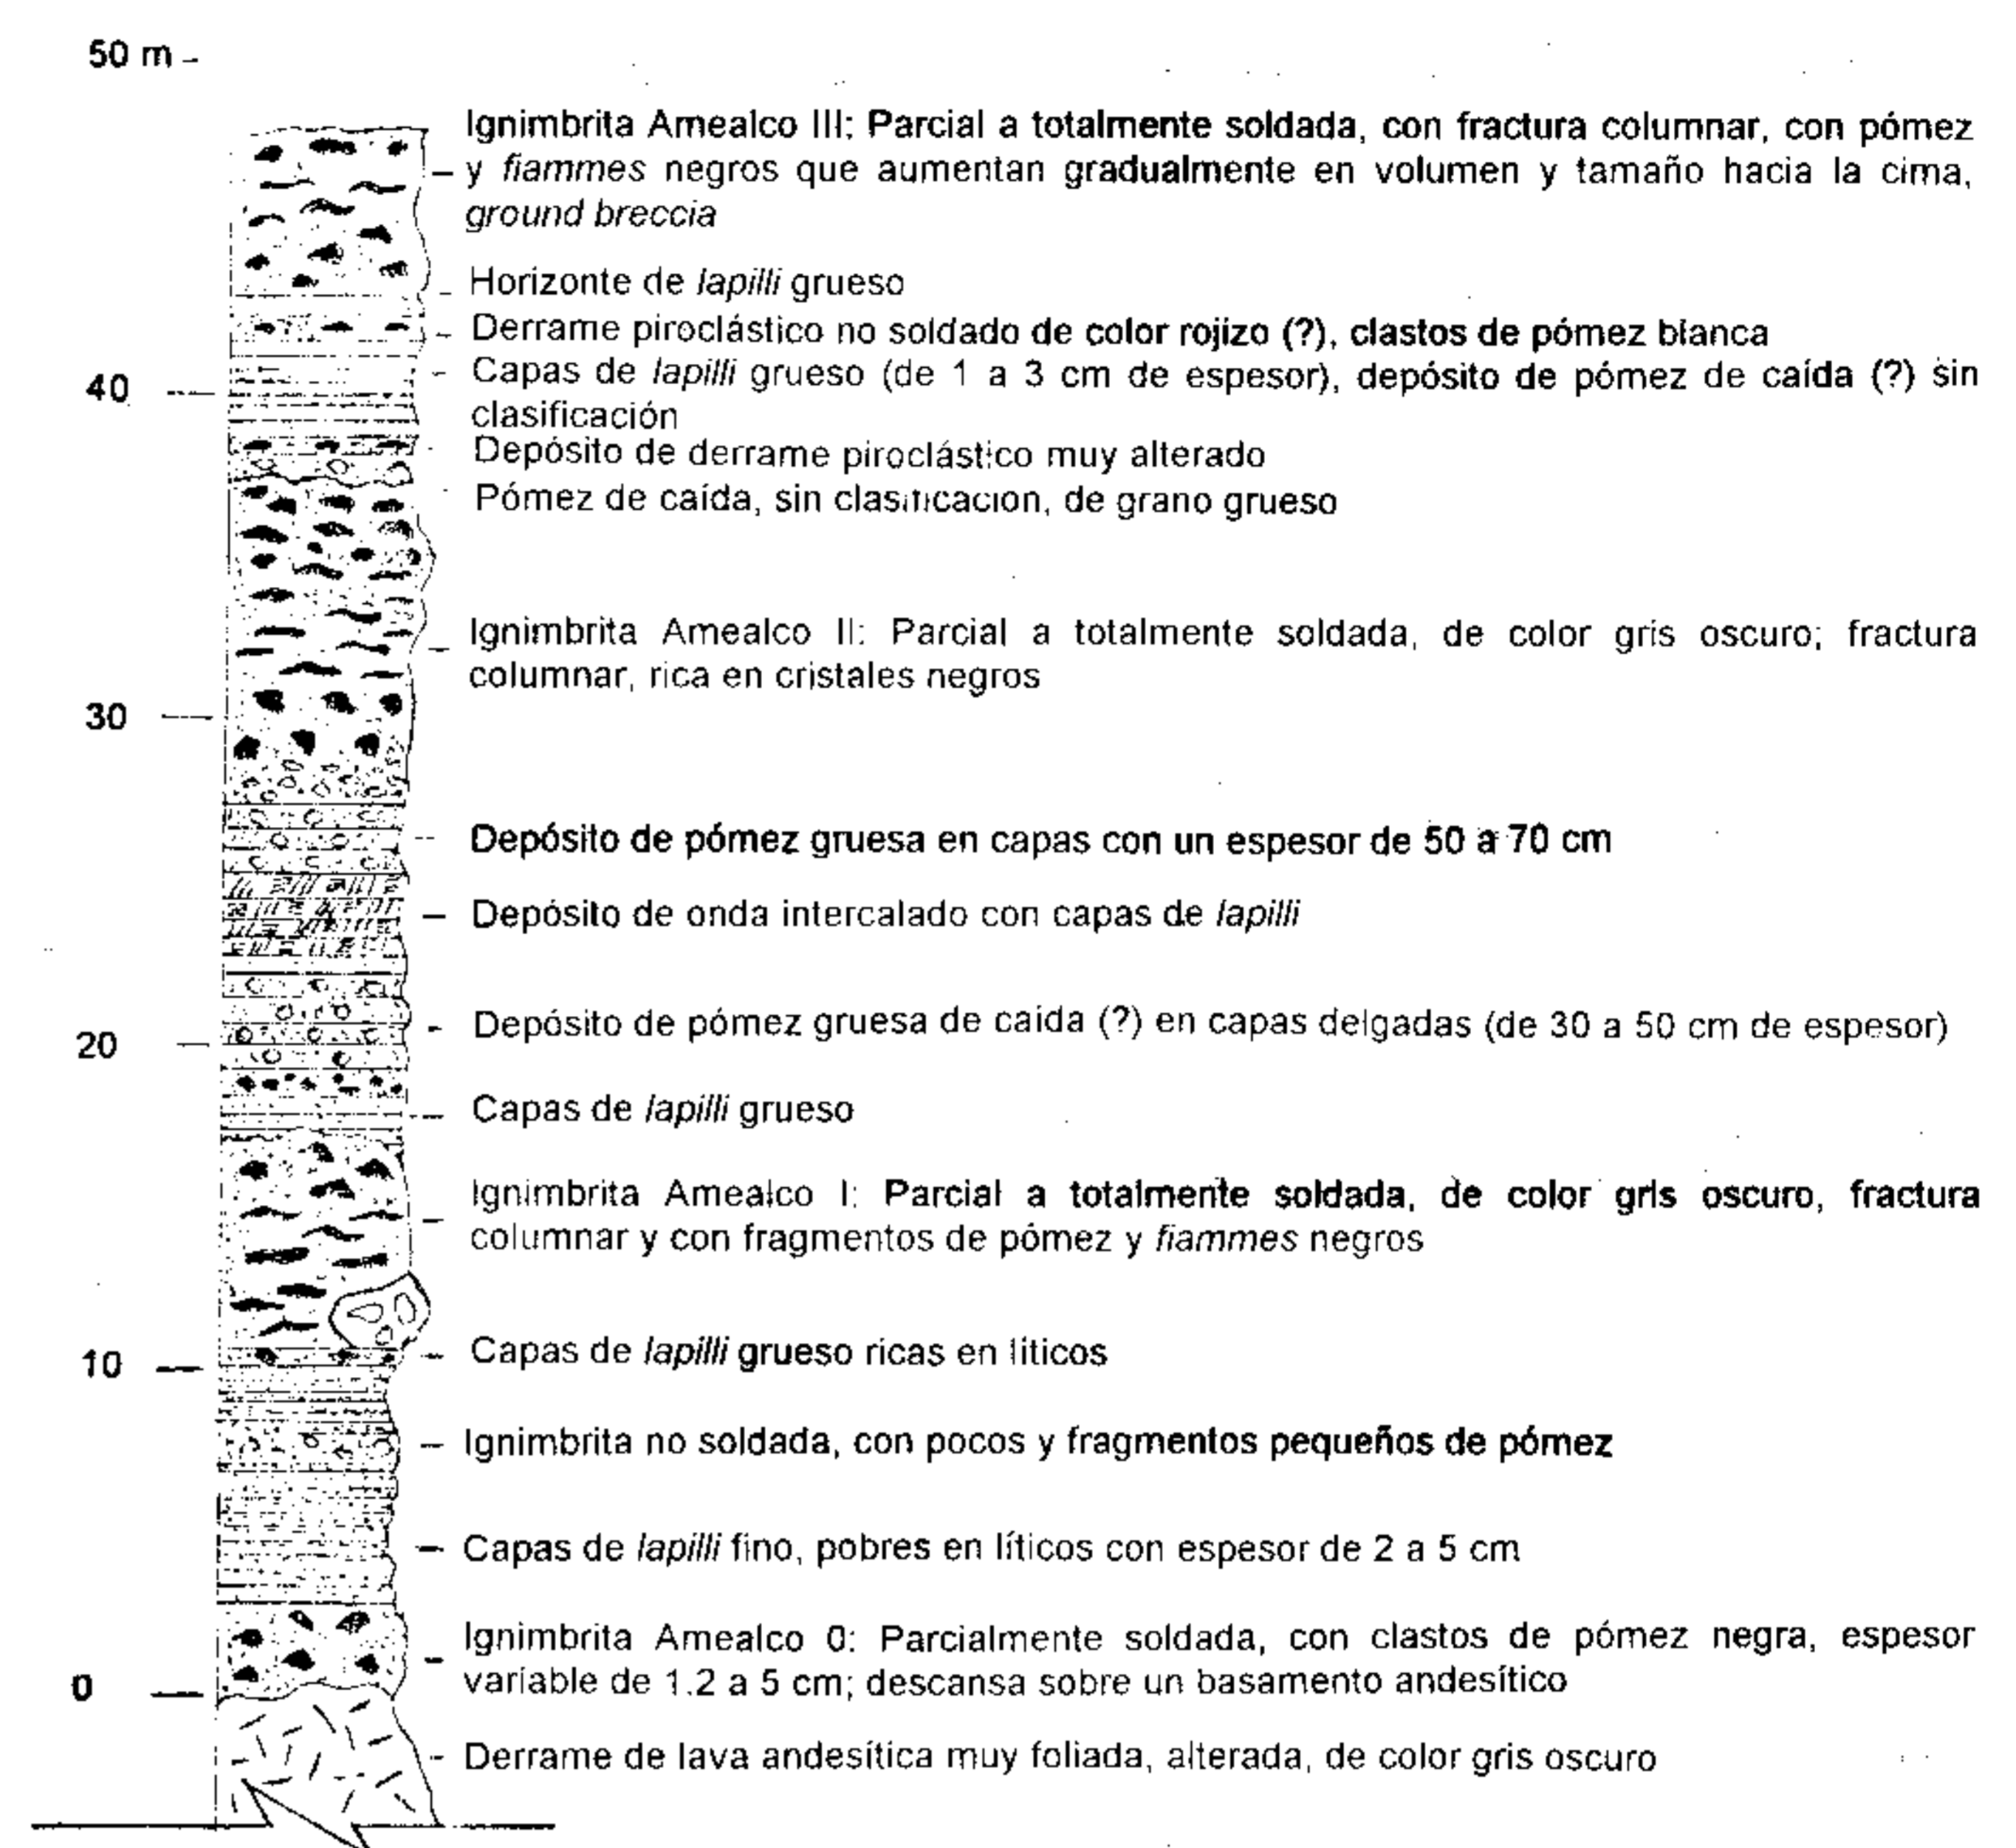 50 m
Ignimbrita Amealco III: Parcial a totalmente soldada, con fractura columnar, con pómez
y fiammes negros que aumentan gradualmente en volumen y tamaño hacia la cima,
ground breccia
Horizonte de lapilli grueso
Derrame piroclástico no soldado de color rojizo (?), clastos de pómez blanca
Capas de lapilli grueso (de 1 a 3 cm de espesor), depósito de pómez de caída (?) sin
40
clasificación
Depósito de derrame piroclástico muy alterado
Pómez de caída, sin clasificacion, de grano grueso
Ignimbrita Amealco II: Parcial a totalmente soldada, de color gris oscuro; fractura
columnar, rica en cristales negros
30
Depósito de pómez gruesa en capas con un espesor de 50 a 70 cm
Depósito de onda intercalado con capas de lapilli
Depósito de pómez gruesa de caida (?) en capas delgadas (de 30 a 50 cm de espesor)
20
Capas de lapilli grueso
Ignimbrita Amealco I: Parcial a totalmente soldada, de color gris oscuro, fractura
columnar y con fragmentos de pómez y fiammes negros
Capas de lapilli grueso ricas en líticos
10
Ignimbrita no soldada, con pocos y fragmentos pequeños de pómez
Capas de lapilli fino, pobres en líticos con espesor de 2 a 5 cm
Ignimbrita Amealco 0: Parcialmente soldada, con clastos de pómez negra, espesor
variable de 1.2 a 5 cm; descansa sobre un basamento andesítico
0
Derrame de lava andesítica muy foliada, alterada, de color gris oscuro